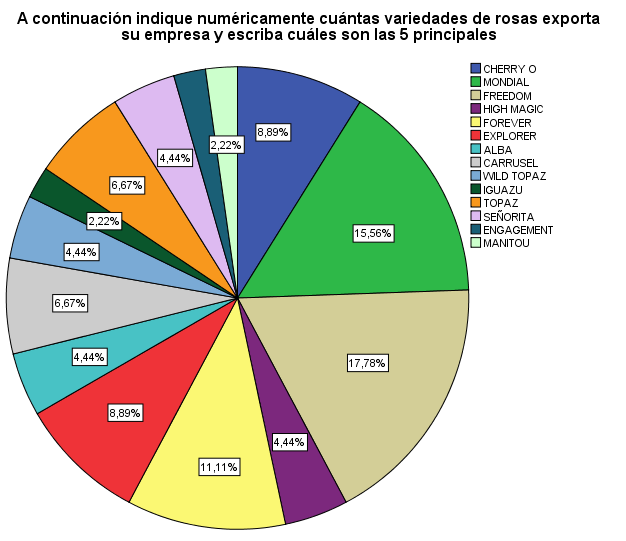 A continuación indique numéricamente cuántas variedades de rosas exporta
su empresa y escriba cuáles son las 5 principales
CHERRY O
MONDIAL
FREEDOM
HIGH MAGIC
FOREVER
EXPLORER
ALBA
CARRUSEL
WILD TOPAZ
IGUAZU
TOPAZ
SEÑORITA
ENGAGEMENT
MANITOU
8,89%
15,56%
17,78%
4,44%
11,11%
8,89%
4,44%
6,67%
4,44%
2,22%
6,67%
4,44%
2,22%